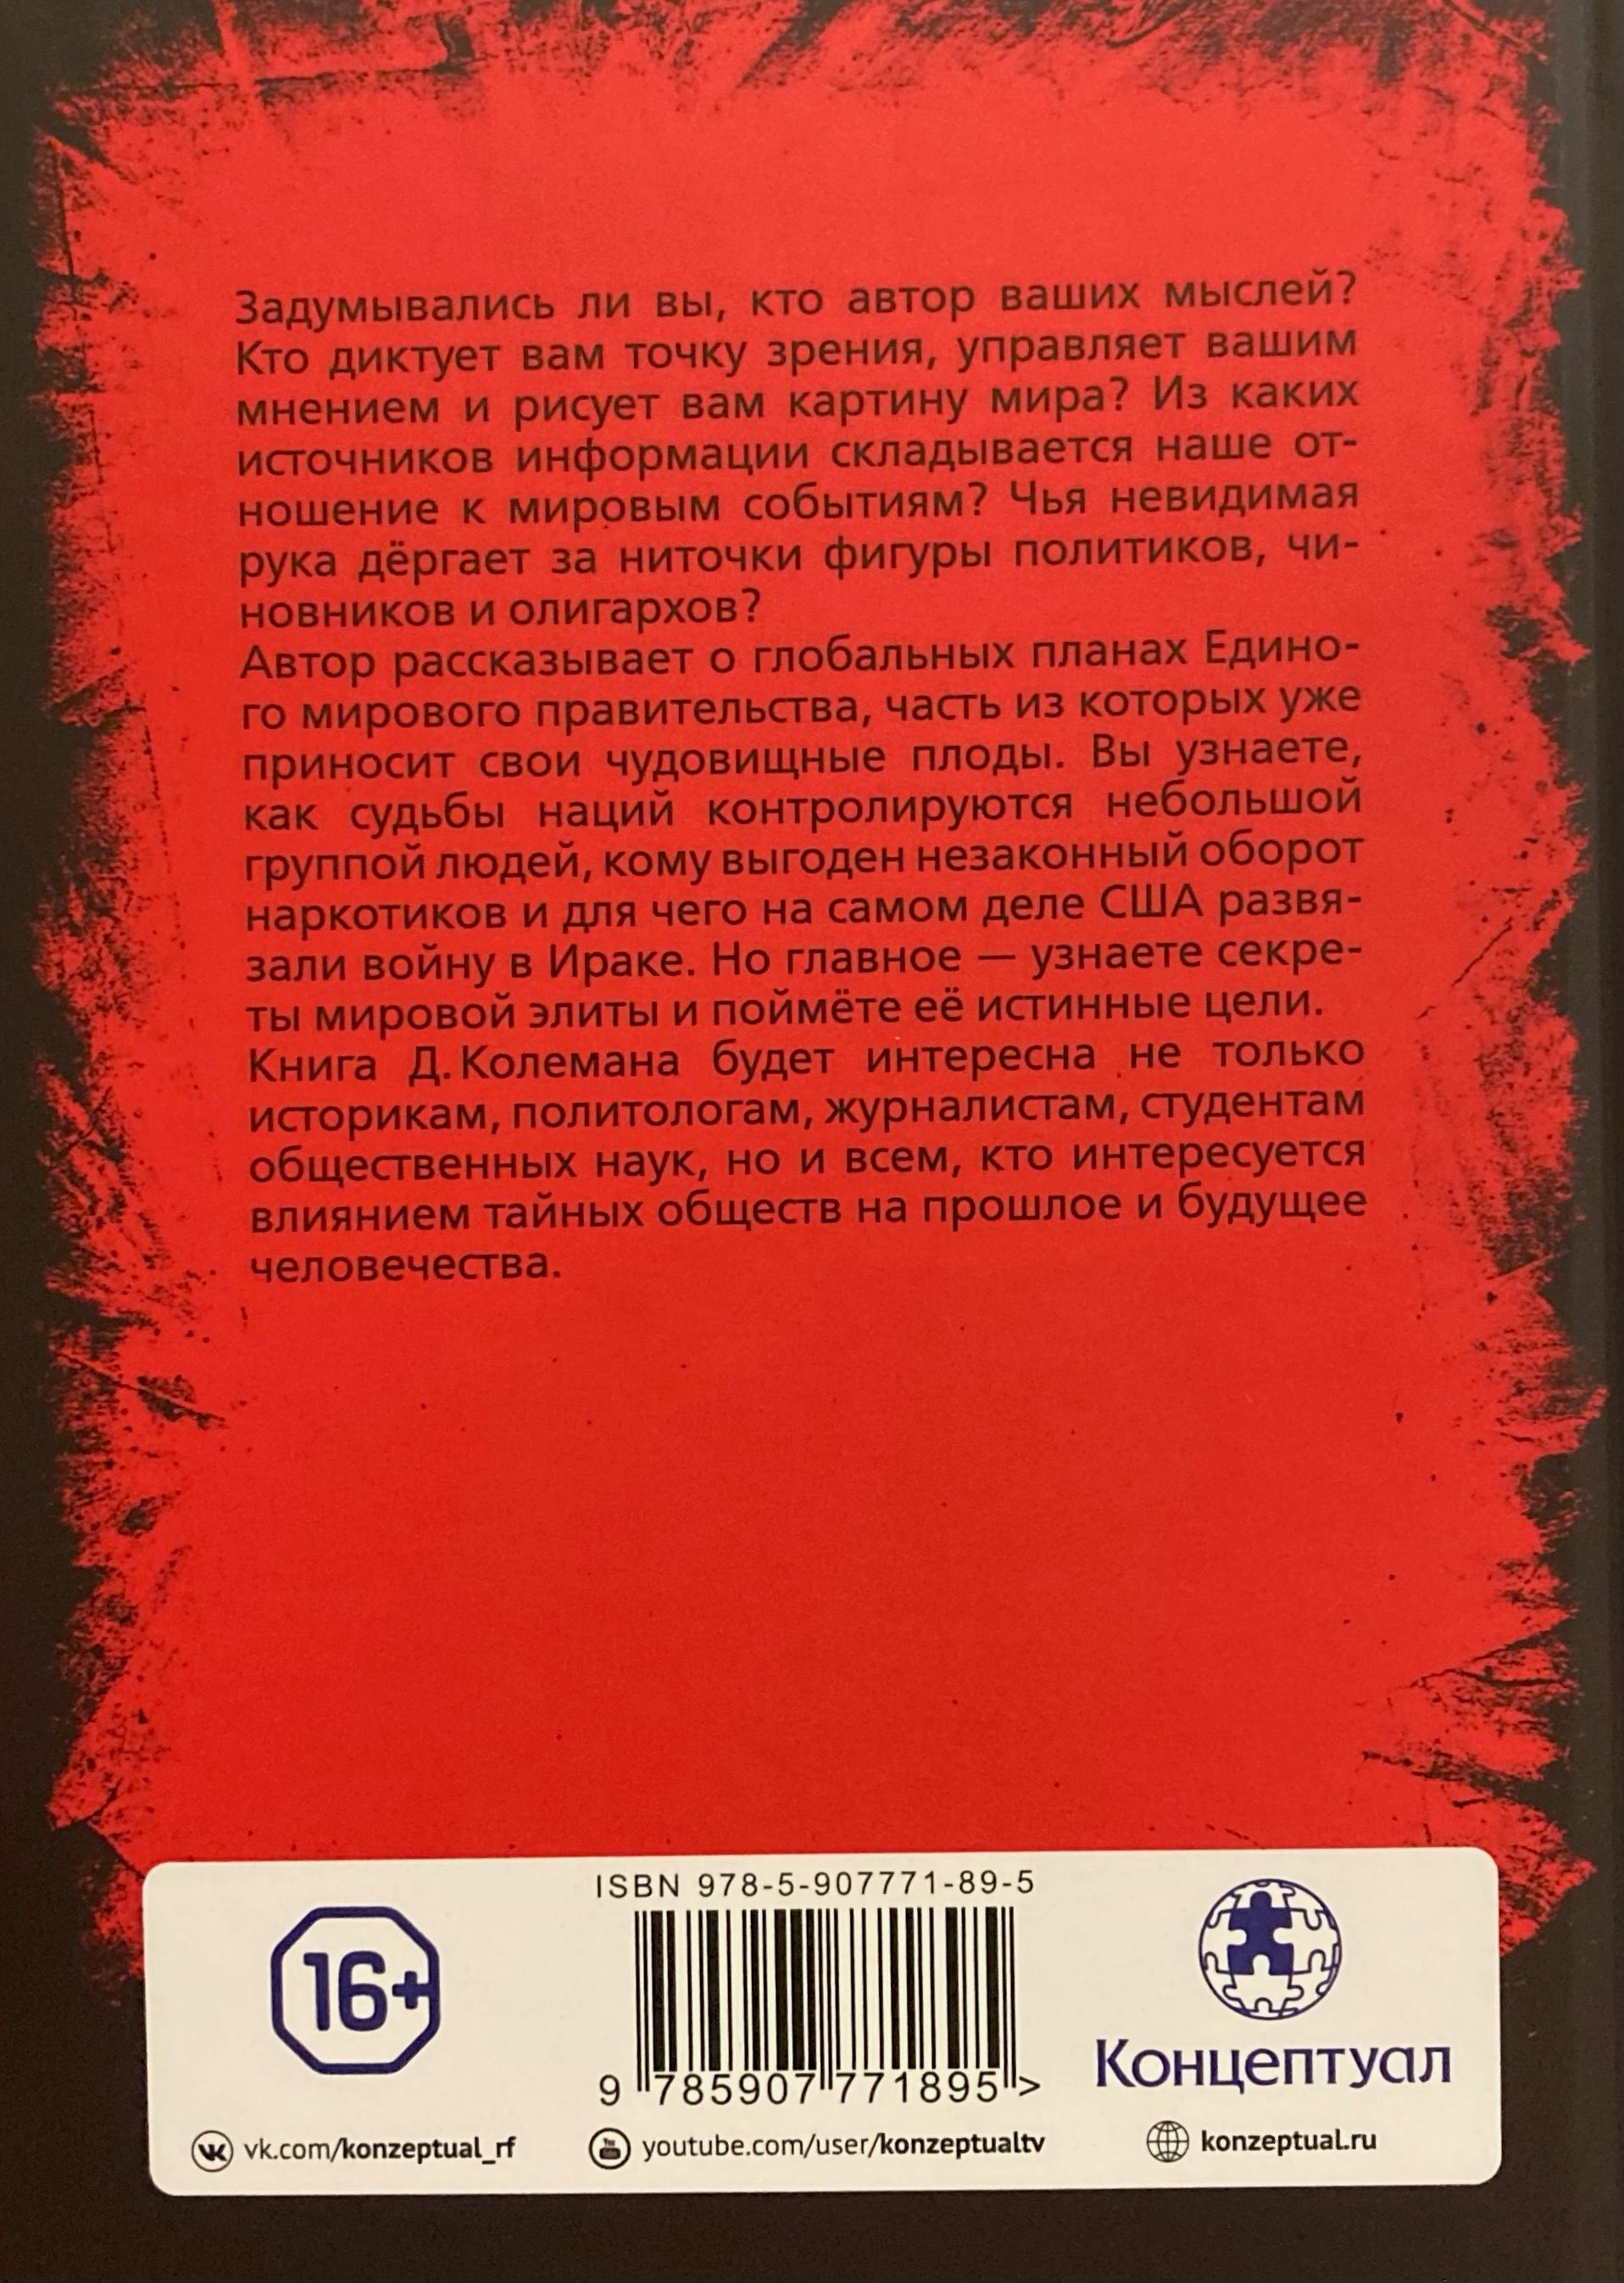 Задумывались ли вы, кто автор ваших мыслей?
Кто диктует вам точку зрения, управляет вашим
мнением и рисует вам картину мира? Из каких
источников информации складывается наше от-
ношение к мировым событиям? Чья невидимая
рука дёргает за ниточки фигуры политиков, чи-
новников и олигархов?
Автор рассказывает о глобальных планах Едино-
го мирового правительства, часть из которых уже
приносит свои чудовищные плоды. Вы узнаете,
как судьбы наций контролируются небольшой
группой людей, кому выгоден незаконный оборот
наркотиков и для чего на самом деле США развя-
зали войну в Ираке. Но главное — узнаете секре-
ты мировой элиты и поймёте её истинные цели.
Книга Д. Колемана будет интересна не только
историкам, политологам, журналистам, студентам
общественных наук, но и всем, кто интересуется
влиянием тайных обществ на прошлое и будущее
человечества.
ISBN 978-5-907771-89-5
16+
9 785907 771895 >
Концептуал
vk.com/konzeptual_rf
You Tube
youtube.com/user/konzeptualtv
konzeptual.ru